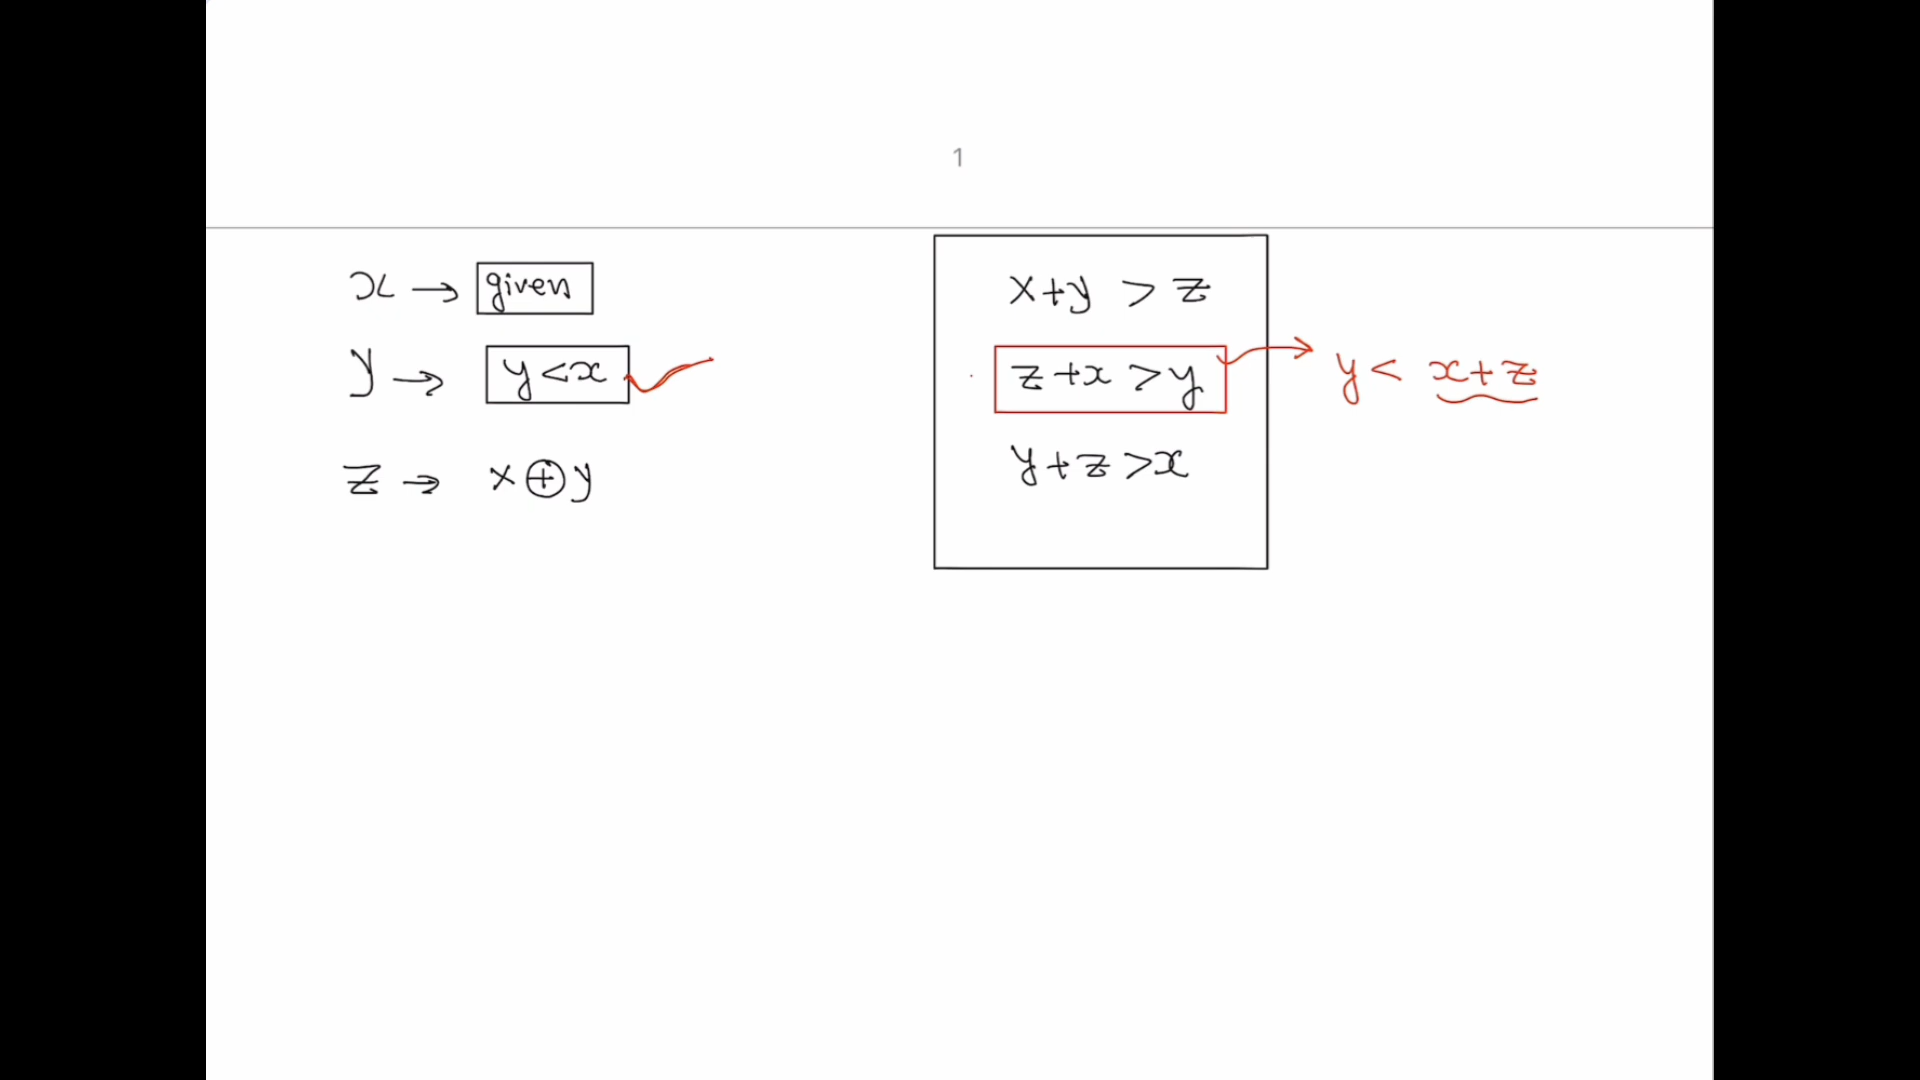 1
x → given
y → y < x
z → x ⊕ y
x + y > z
z + x > y → y < x + z
y + z > x